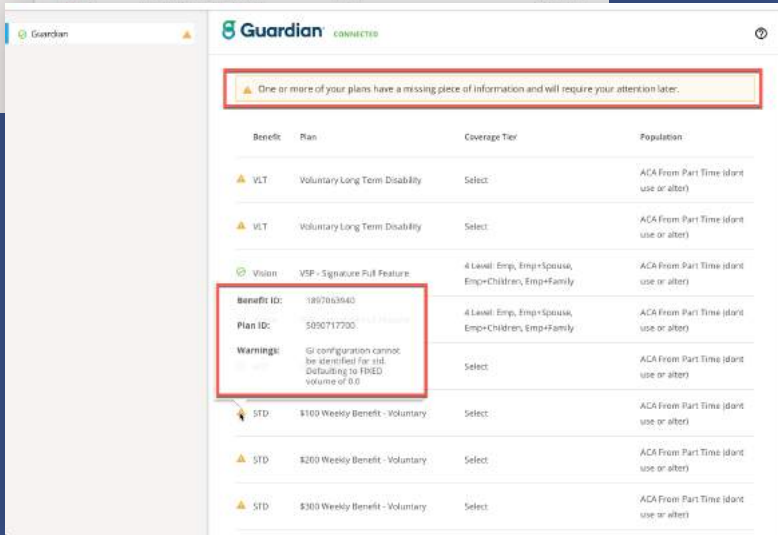 Guardian
Guardian CONNECTED
One or more of your plans have a missing piece of information and will require your attention later.
Benefit Plan Coverage Tier Population
VLT Voluntary Long Term Disability Select ACA From Part Time (dont
use or alter)
VLT Voluntary Long Term Disability Select ACA From Part Time (dont
use or alter)
Vision VSP - Signature Full Feature 4 Level: Emp, Emp+Spouse, ACA From Part Time (dont
Emp+Children, Emp+Family use or alter)
Benefit ID: 1897063940
4 Level: Emp, Emp+Spouse, ACA From Part Time (dont
Plan ID: 5090717700
Emp+Children, Emp+Family use or alter)
Warnings: GI configuration cannot
be identified for std.
Defaulting to FIXED
volume of 0.0
Select ACA From Part Time (dont
use or alter)
STD $100 Weekly Benefit - Voluntary Select ACA From Part Time (dont
use or alter)
STD $200 Weekly Benefit - Voluntary Select ACA From Part Time (dont
use or alter)
STD $300 Weekly Benefit - Voluntary Select ACA From Part Time (dont
use or alter)